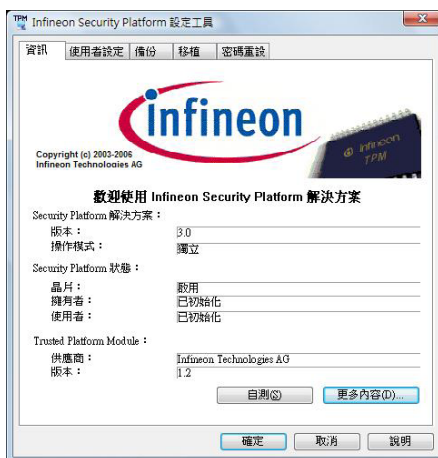 TPM Infineon Security Platform 設定工具
資訊 使用者設定 備份 移植 密碼重設
infineon
Infineon
TPM
Copyright (c) 2003-2006
Infineon Technologies AG
歡迎使用 Infineon Security Platform 解決方案
Security Platform 解決方案：
版本： 3.0
操作模式： 獨立
Security Platform 狀態：
晶片： 啟用
擁有者： 已初始化
使用者： 已初始化
Trusted Platform Module：
供應商： Infineon Technologies AG
版本： 1.2
自測(S) 更多內容(D)...
確定 取消 說明